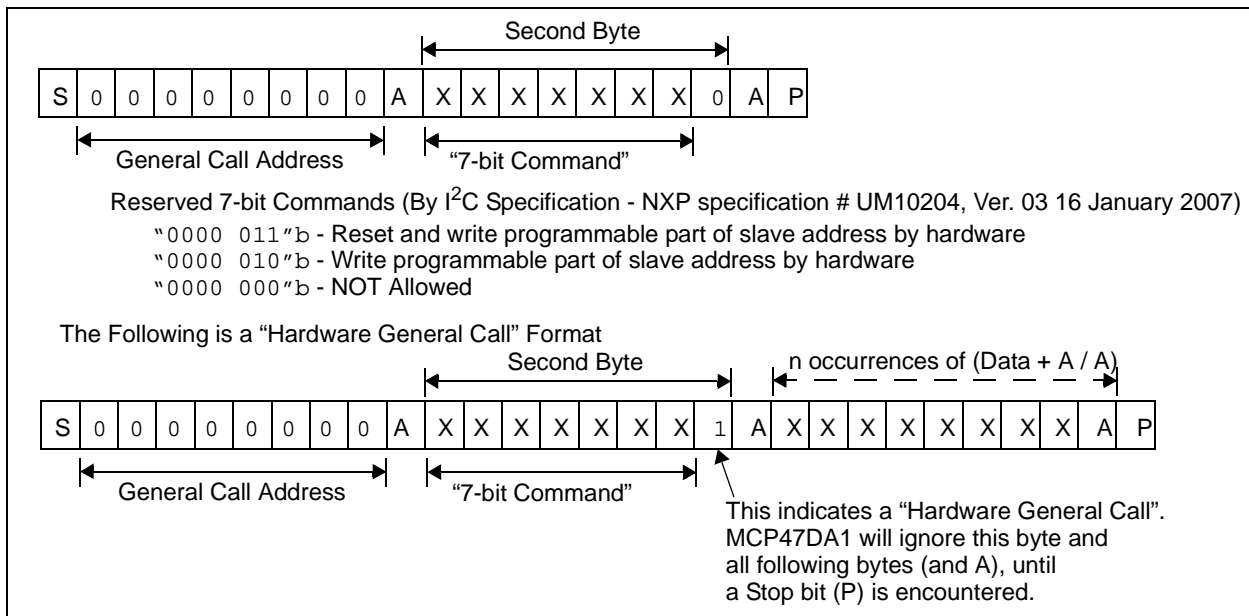 Second Byte
S 0 0 0 0 0 0 0 0 A X X X X X X X 0 A P
General Call Address "7-bit Command"
Reserved 7-bit Commands (By I²C Specification - NXP specification # UM10204, Ver. 03 16 January 2007)
"0000 011"b - Reset and write programmable part of slave address by hardware
"0000 010"b - Write programmable part of slave address by hardware
"0000 000"b - NOT Allowed
The Following is a "Hardware General Call" Format
Second Byte n occurrences of (Data + A / A)
S 0 0 0 0 0 0 0 0 A X X X X X X X 1 A X X X X X X X X A P
General Call Address "7-bit Command"
This indicates a "Hardware General Call".
MCP47DA1 will ignore this byte and
all following bytes (and A), until
a Stop bit (P) is encountered.